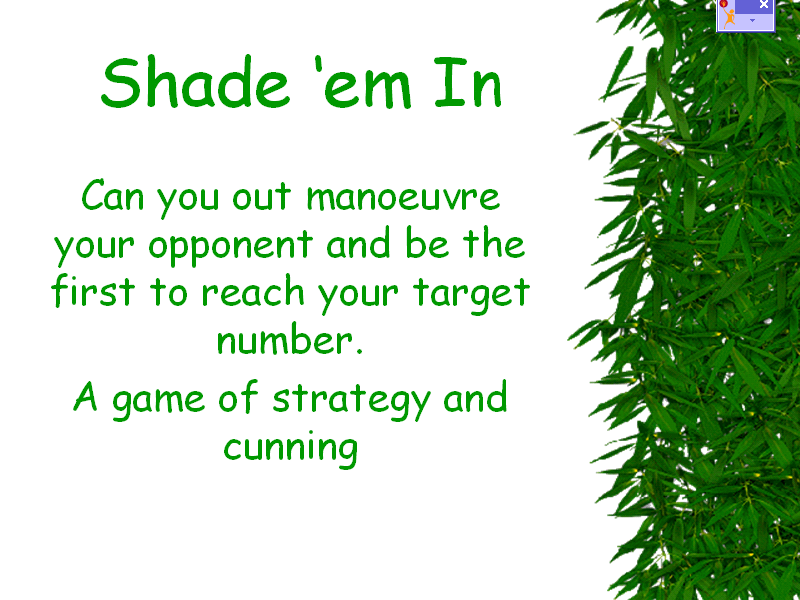 Shade 'em In
Can you out manoeuvre
your opponent and be the
first to reach your target
number.
A game of strategy and
cunning